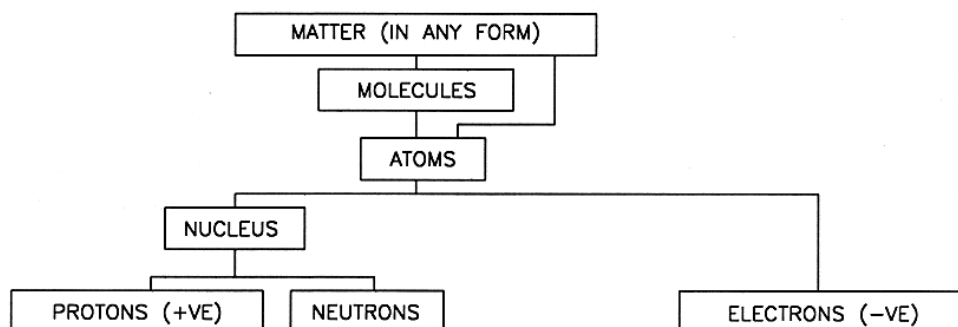 MATTER (IN ANY FORM)
MOLECULES
ATOMS
NUCLEUS
PROTONS (+VE)
NEUTRONS
ELECTRONS (-VE)